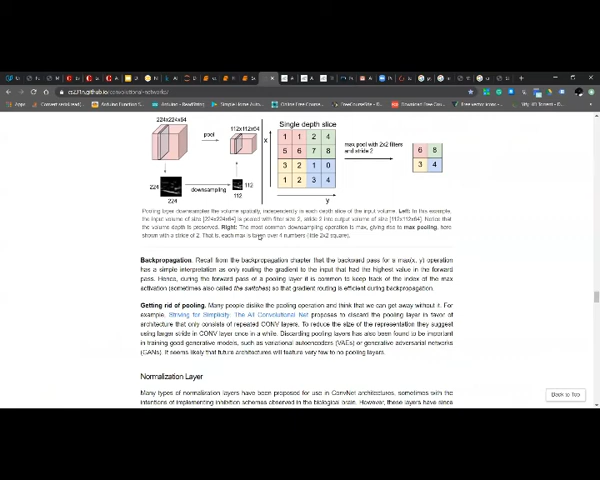 cs231n.github.io/convolutional-networks/
224x224x64
pool
112x112x64
224
224
downsampling
112
112
Single depth slice
x
1 1 2 4
5 6 7 8
3 2 1 0
1 2 3 4
y
max pool with 2x2 filters
and stride 2
6 8
3 4
Pooling layer downsamples the volume spatially, independently in each depth slice of the input volume. Left: In this example,
the input volume of size [224x224x64] is pooled with filter size 2, stride 2 into output volume of size [112x112x64]. Notice that
the volume depth is preserved. Right: The most common downsampling operation is max, giving rise to max pooling, here
shown with a stride of 2. That is, each max is taken over 4 numbers (little 2x2 square).
Backpropagation. Recall from the backpropagation chapter that the backward pass for a max(x, y) operation
has a simple interpretation as only routing the gradient to the input that had the highest value in the forward
pass. Hence, during the forward pass of a pooling layer it is common to keep track of the index of the max
activation (sometimes also called the switches) so that gradient routing is efficient during backpropagation.
Getting rid of pooling. Many people dislike the pooling operation and think that we can get away without it. For
example, Striving for Simplicity: The All Convolutional Net proposes to discard the pooling layer in favor of
architecture that only consists of repeated CONV layers. To reduce the size of the representation they suggest
using larger stride in CONV layer once in a while. Discarding pooling layers has also been found to be important
in training good generative models, such as variational autoencoders (VAEs) or generative adversarial networks
(GANs). It seems likely that future architectures will feature very few to no pooling layers.
Normalization Layer
Many types of normalization layers have been proposed for use in ConvNet architectures, sometimes with the
intentions of implementing inhibition schemes observed in the biological brain. However, these layers have since
Back to Top